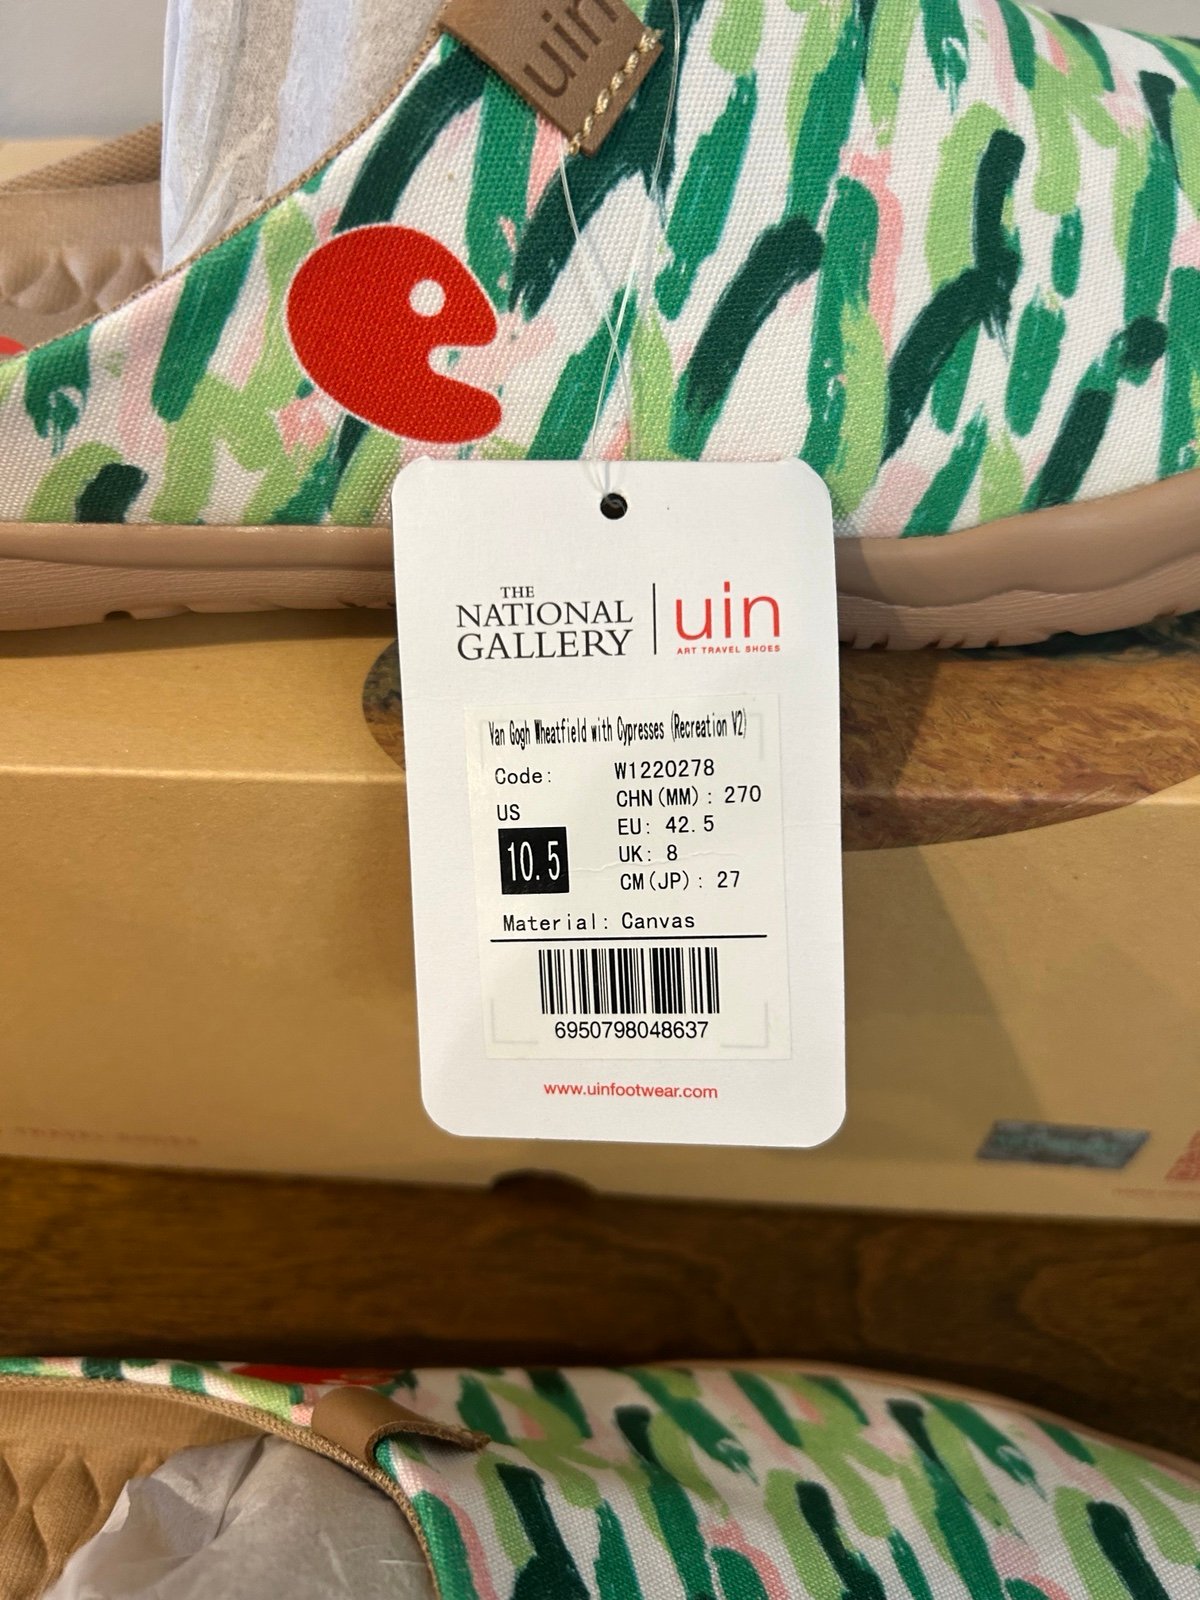 uin
THE
NATIONAL
GALLERY
uin
ART TRAVEL SHOES
Van Gogh Wheatfield with Cypresses (Recreation V2)
Code: W1220278
US
10.5
CHN(MM): 270
EU: 42.5
UK: 8
CM(JP): 27
Material: Canvas
6950798048637
www.uinfootwear.com